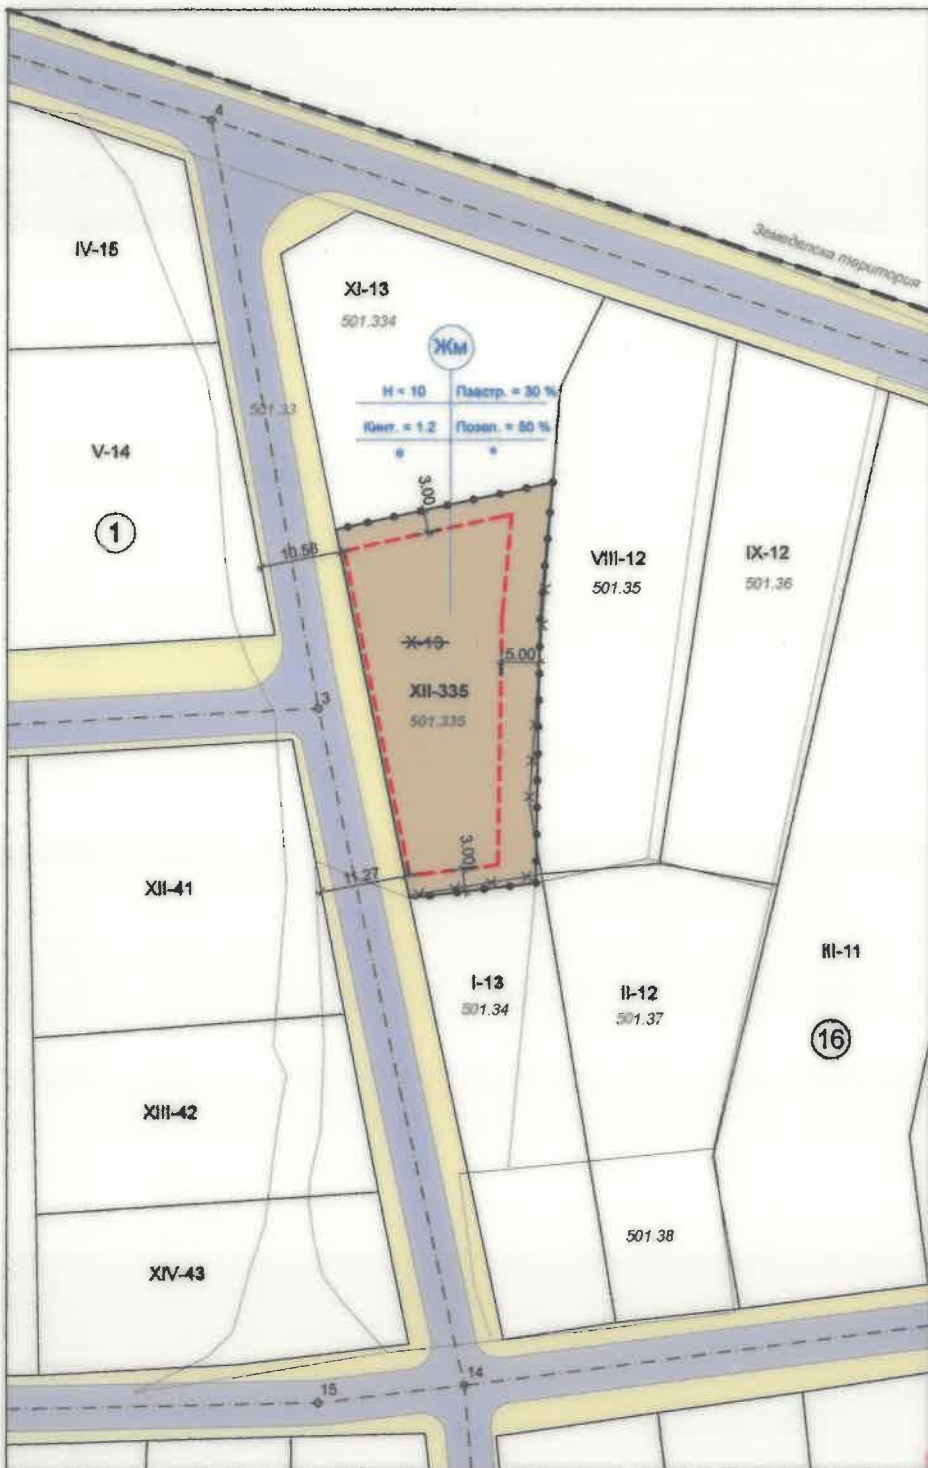 4
Земеделска територия
IV-15
XI-13
501.334
Жм
H < 10 Пзастр. = 30 %
Кинт. = 1.2 Позел. = 50 %
* *
501.33
V-14
1
3.00
10.56
VIII-12
501.35
IX-12
501.36
X-13
5.00
XII-335
501.335
3
3.00
11.27
XII-41
I-13
501.34
II-12
501.37
III-11
16
XIII-42
501.38
XIV-43
14
15